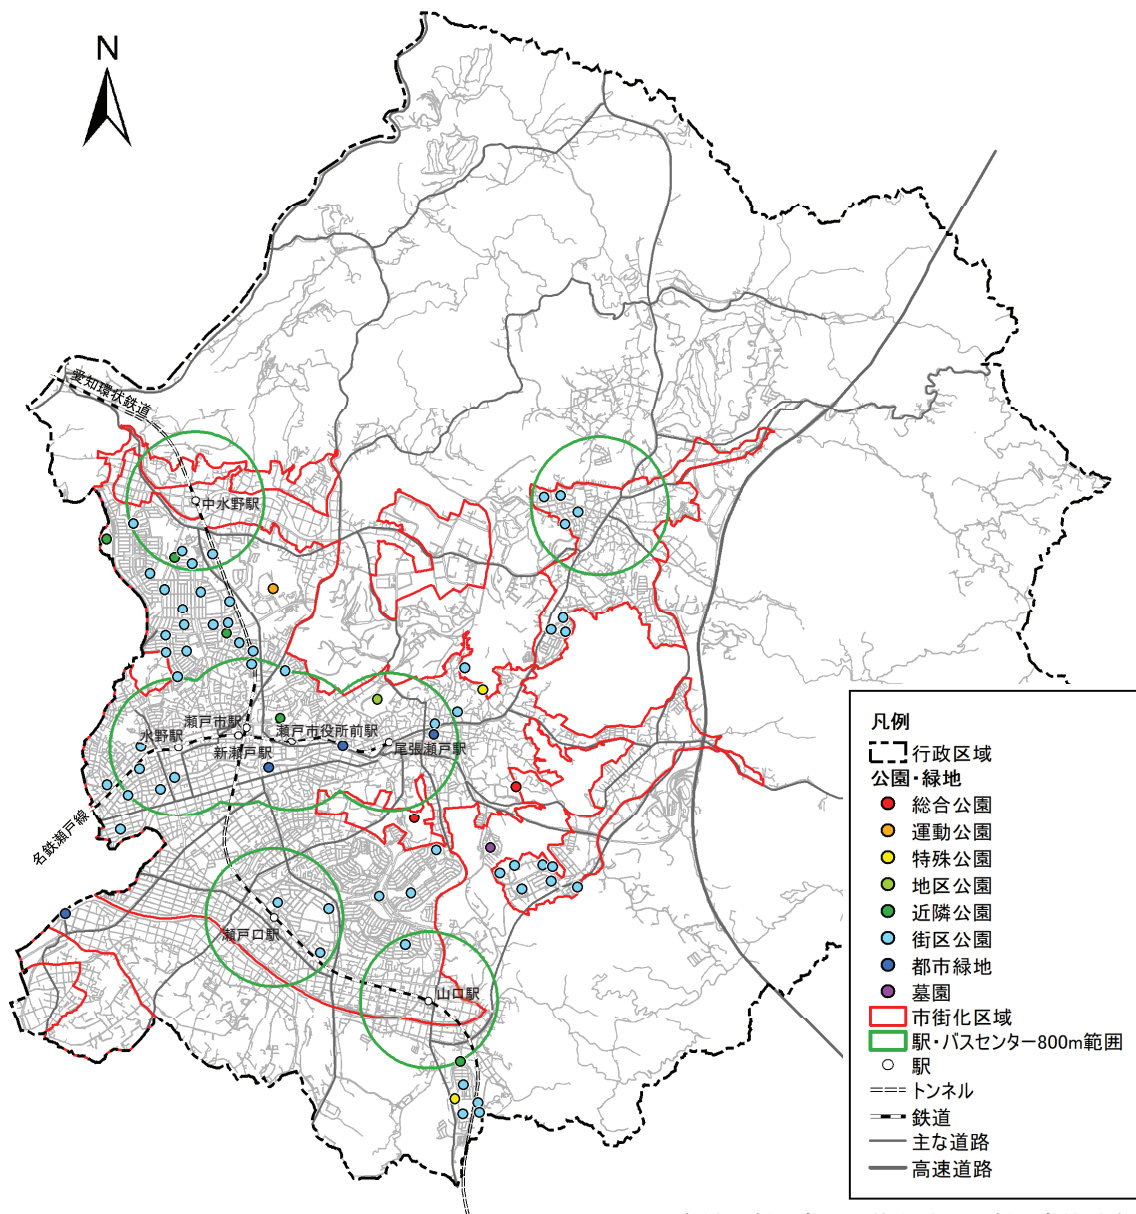 N
愛知環状鉄道
中水野駅
瀬戸市駅
瀬戸市役所前駅
水野駅
新瀬戸駅
尾張瀬戸駅
名鉄瀬戸線
瀬戸口駅
山口駅
凡例
行政区域
公園・緑地
総合公園
運動公園
特殊公園
地区公園
近隣公園
街区公園
都市緑地
墓園
市街化区域
駅・バスセンター800m範囲
駅
トンネル
鉄道
主な道路
高速道路